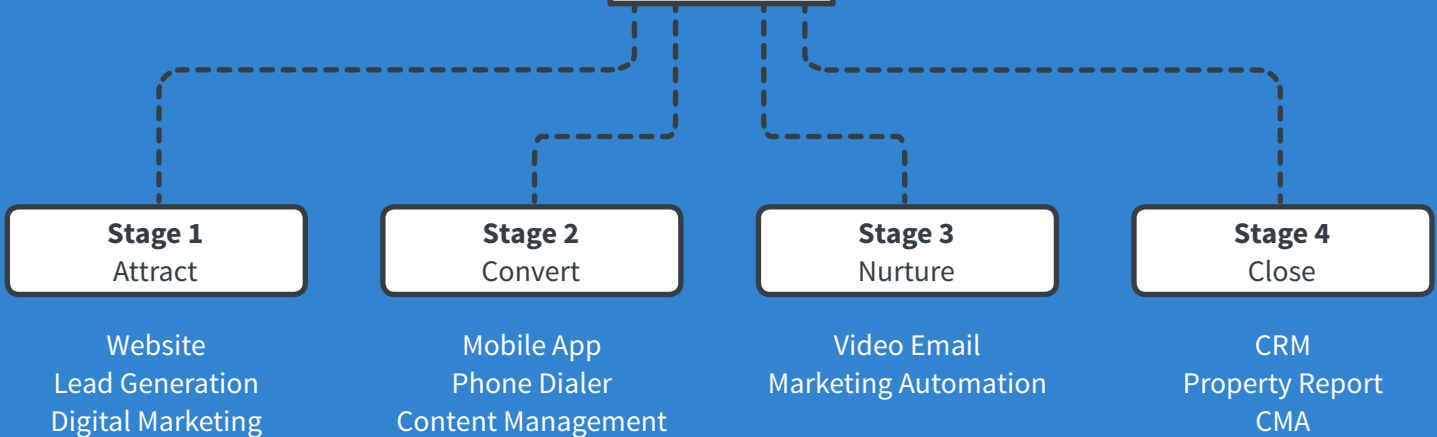 Stage 1
Attract
Stage 2
Convert
Stage 3
Nurture
Stage 4
Close
Website
Lead Generation
Digital Marketing
Mobile App
Phone Dialer
Content Management
Video Email
Marketing Automation
CRM
Property Report
CMA